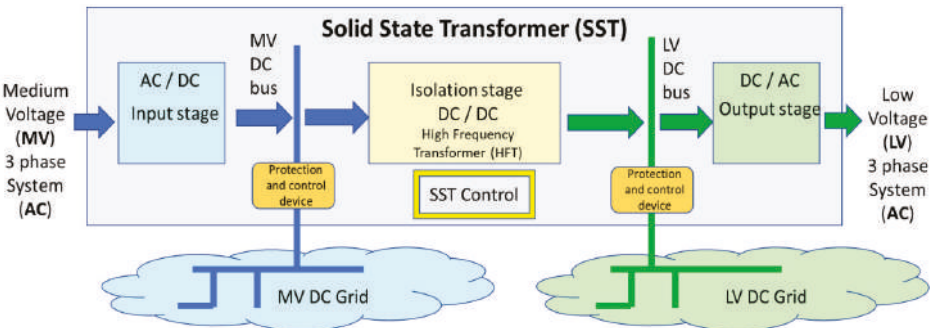 Solid State Transformer (SST)
Medium
Voltage
(MV)
3 phase
System
(AC)
AC / DC
Input stage
MV
DC
bus
Isolation stage
DC / DC
High Frequency
Transformer (HFT)
LV
DC
bus
DC / AC
Output stage
Low
Voltage
(LV)
3 phase
System
(AC)
Protection
and control
device
SST Control
Protection
and control
device
MV DC Grid
LV DC Grid